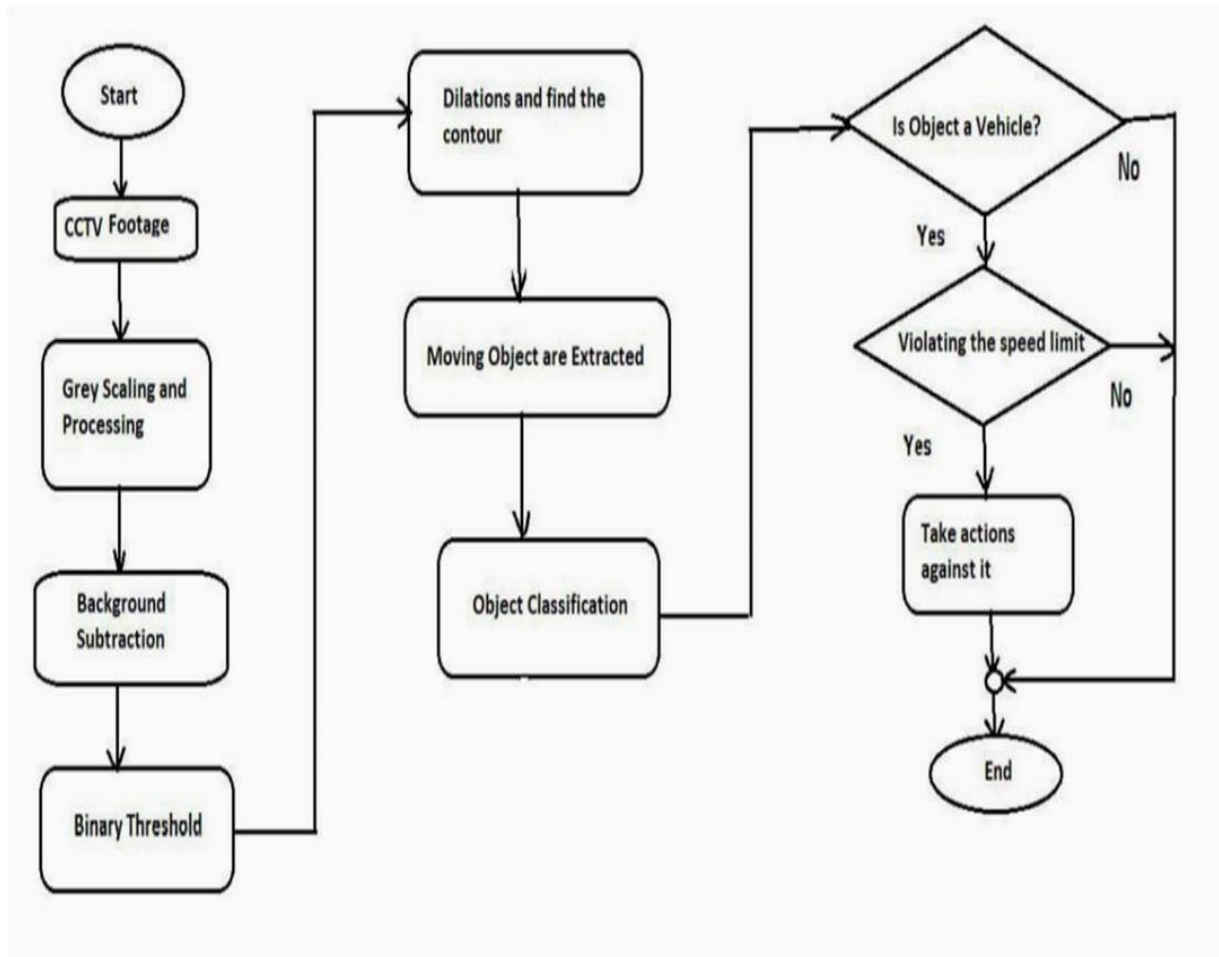 Start
CCTV Footage
Grey Scaling and
Processing
Background
Subtraction
Binary Threshold
Dilations and find the
contour
Moving Object are Extracted
Object Classification
Is Object a Vehicle?
No
Yes
Violating the speed limit
No
Yes
Take actions
against it
End